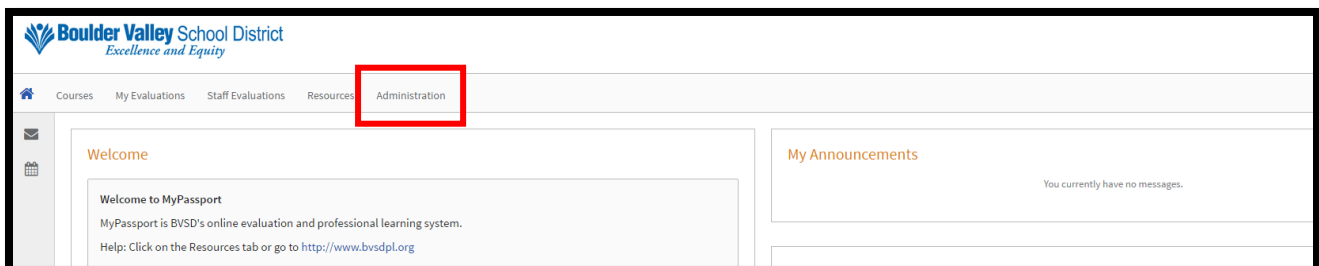 Boulder Valley School District
Excellence and Equity
Courses My Evaluations Staff Evaluations Resources Administration
Welcome
Welcome to MyPassport
MyPassport is BVSD's online evaluation and professional learning system.
Help: Click on the Resources tab or go to http://www.bvsdpl.org
My Announcements
You currently have no messages.